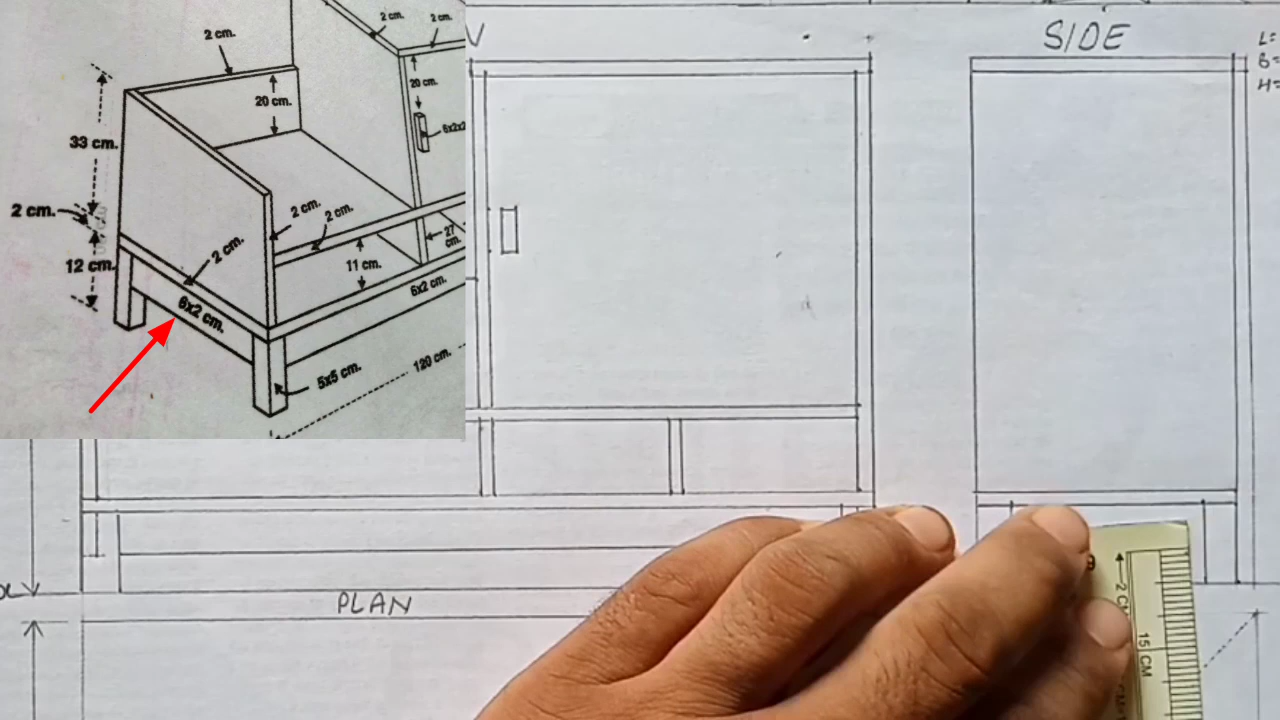 2 cm.
2 cm.
2 cm.
V
SIDE
L=
B=
H=
20 cm.
20 cm.
6x2x2
33 cm.
2 cm.
2 cm.
2 cm.
27
cm.
2 cm.
12 cm.
11 cm.
6x2 cm.
6x2 cm.
120 cm.
5x5 cm.
PLAN
15 CM